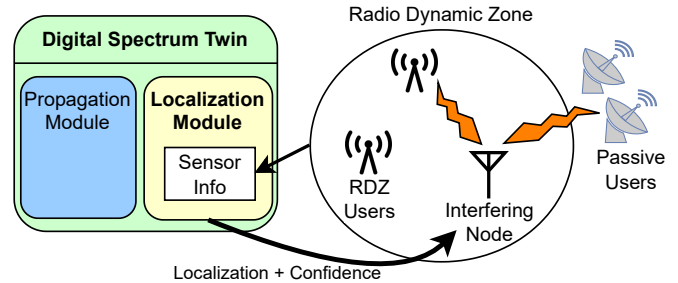 Radio Dynamic Zone
Digital Spectrum Twin
Propagation
Module
Localization
Module
Sensor
Info
RDZ
Users
Interfering
Node
Passive
Users
Localization + Confidence